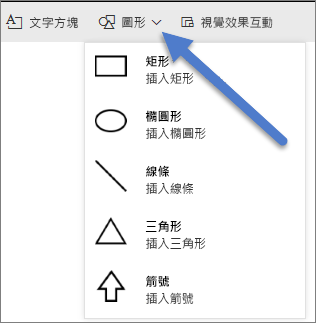 文字方塊 圖形 視覺效果互動
矩形
插入矩形
橢圓形
插入橢圓形
線條
插入線條
三角形
插入三角形
箭號
插入箭號